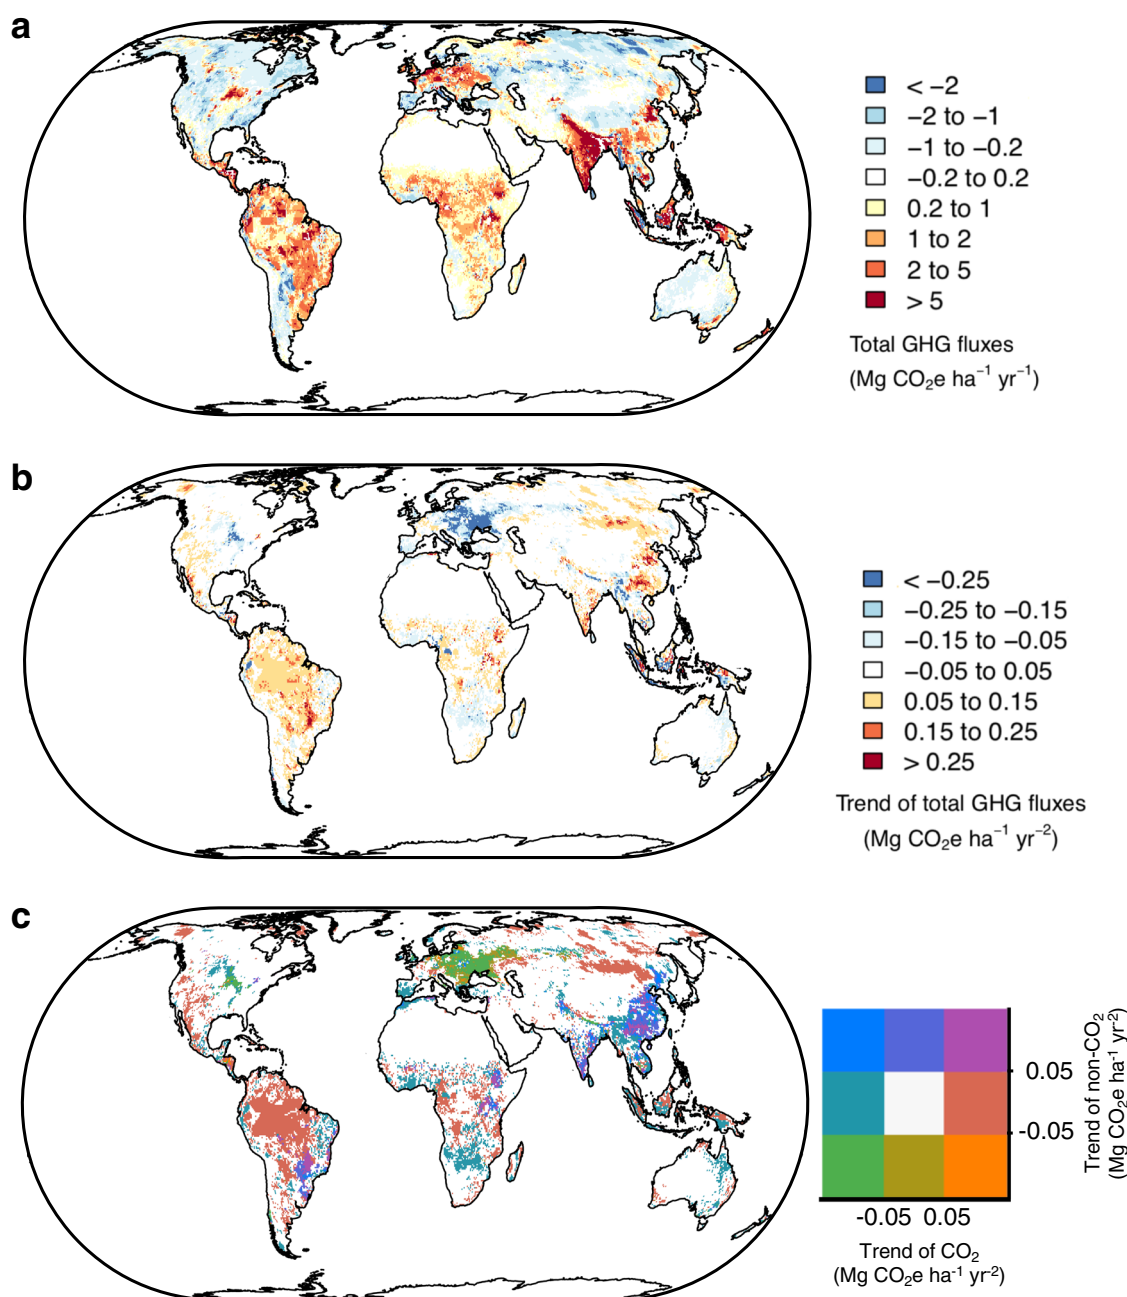 a
< −2
−2 to −1
−1 to −0.2
−0.2 to 0.2
0.2 to 1
1 to 2
2 to 5
> 5
Total GHG fluxes
(Mg CO₂e ha⁻¹ yr⁻¹)
b
< −0.25
−0.25 to −0.15
−0.15 to −0.05
−0.05 to 0.05
0.05 to 0.15
0.15 to 0.25
> 0.25
Trend of total GHG fluxes
(Mg CO₂e ha⁻¹ yr⁻²)
c
0.05
-0.05
Trend of non-CO₂
(Mg CO₂e ha⁻¹ yr⁻²)
-0.05 0.05
Trend of CO₂
(Mg CO₂e ha⁻¹ yr⁻²)